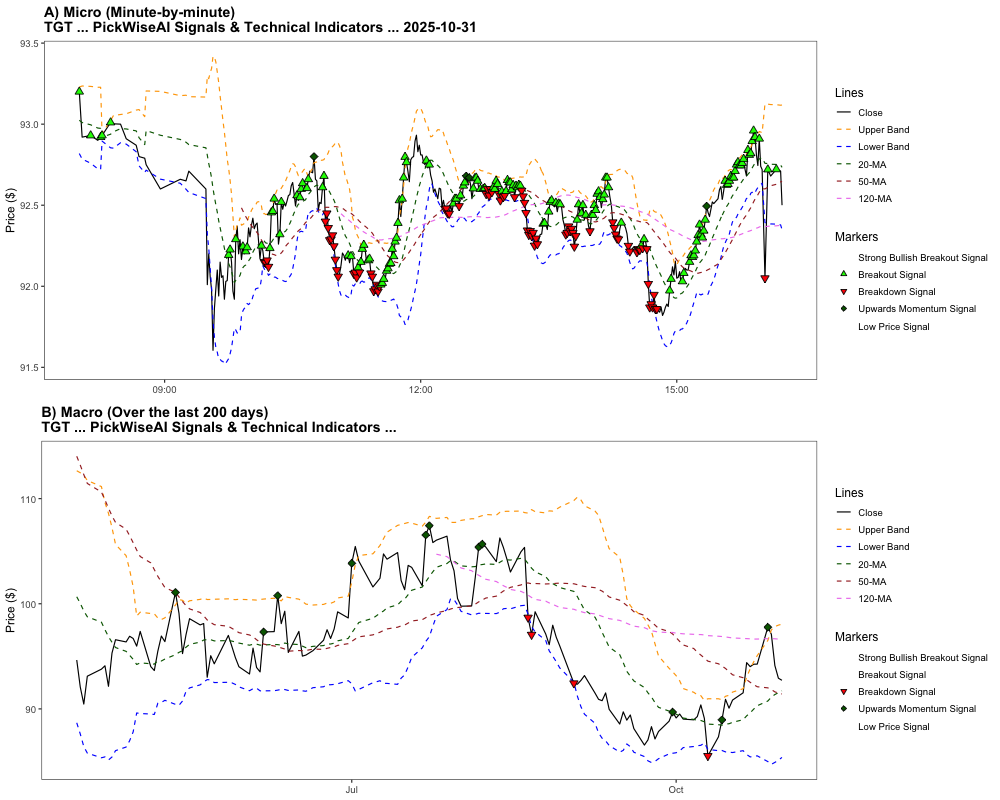 A) Micro (Minute-by-minute)
TGT ... PickWiseAI Signals & Technical Indicators ... 2025-10-31
93.5
93.0
92.5
92.0
91.5
Price ($)
09:00
12:00
15:00
Lines
Close
Upper Band
Lower Band
20-MA
50-MA
120-MA
Markers
Strong Bullish Breakout Signal
Breakout Signal
Breakdown Signal
Upwards Momentum Signal
Low Price Signal
B) Macro (Over the last 200 days)
TGT ... PickWiseAI Signals & Technical Indicators ...
110
100
90
Price ($)
Jul
Oct
Lines
Close
Upper Band
Lower Band
20-MA
50-MA
120-MA
Markers
Strong Bullish Breakout Signal
Breakout Signal
Breakdown Signal
Upwards Momentum Signal
Low Price Signal